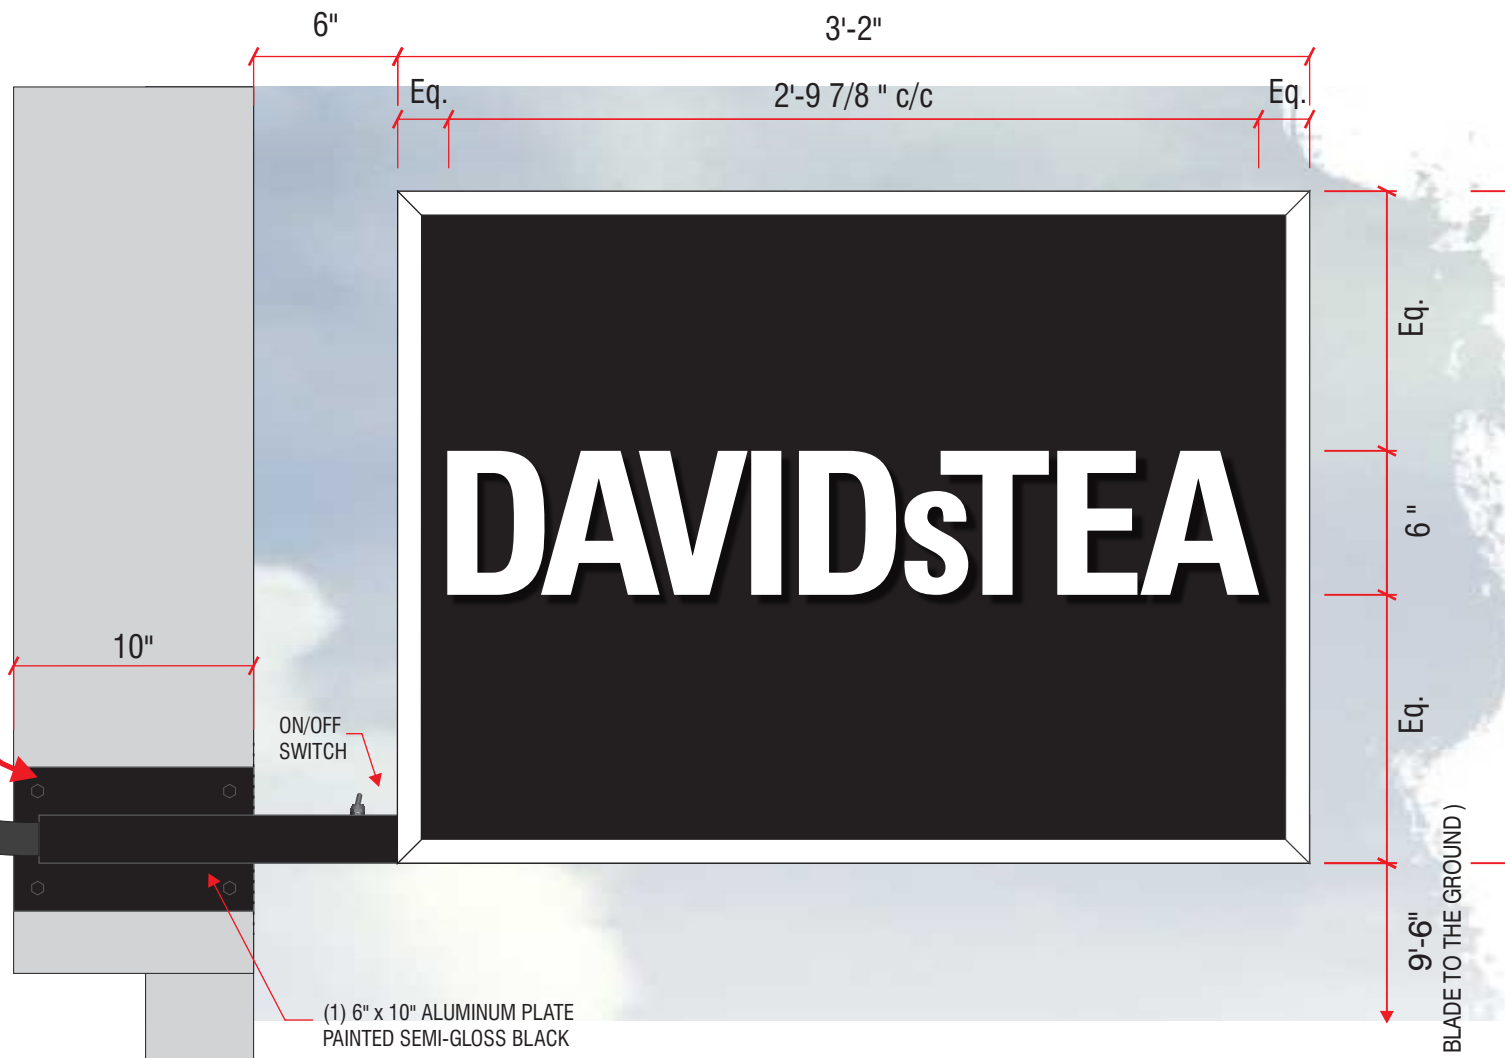 6"
3'-2"
Eq.
2'-9 7/8 " c/c
Eq.
Eq.
DAVIDsTEA
6 "
10"
Eq.
ON/OFF
SWITCH
9'-6"
BLADE TO THE GROUND )
(1) 6" x 10" ALUMINUM PLATE
PAINTED SEMI-GLOSS BLACK